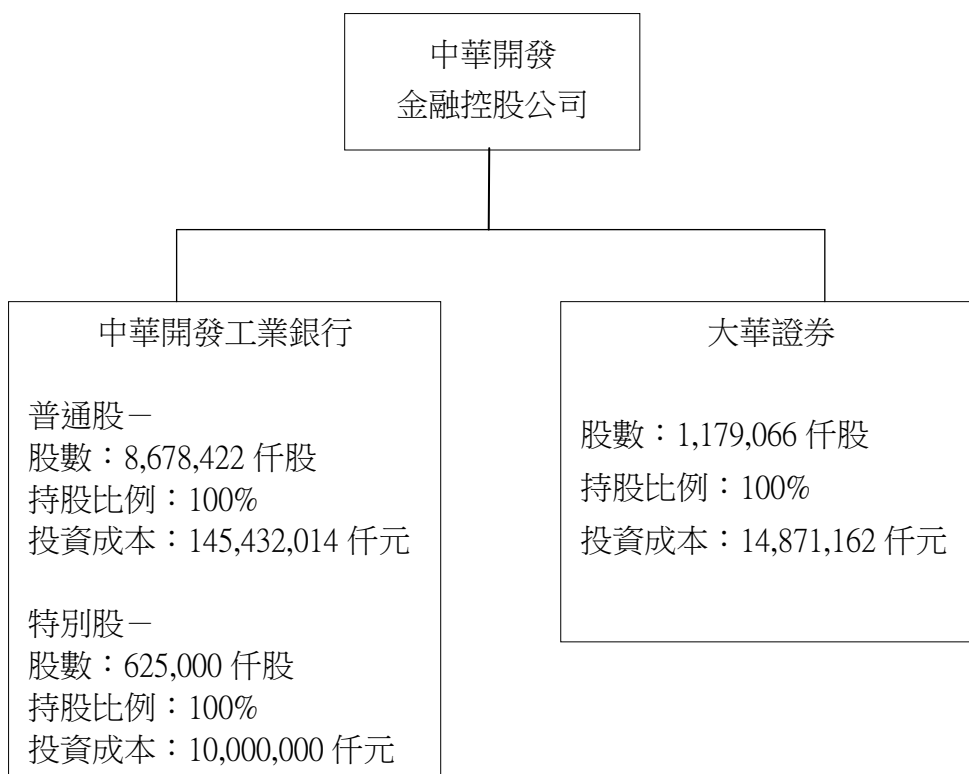 中華開發
金融控股公司
中華開發工業銀行
普通股－
股數：8,678,422 仟股
持股比例：100%
投資成本：145,432,014 仟元
特別股－
股數：625,000 仟股
持股比例：100%
投資成本：10,000,000 仟元
大華證券
股數：1,179,066 仟股
持股比例：100%
投資成本：14,871,162 仟元